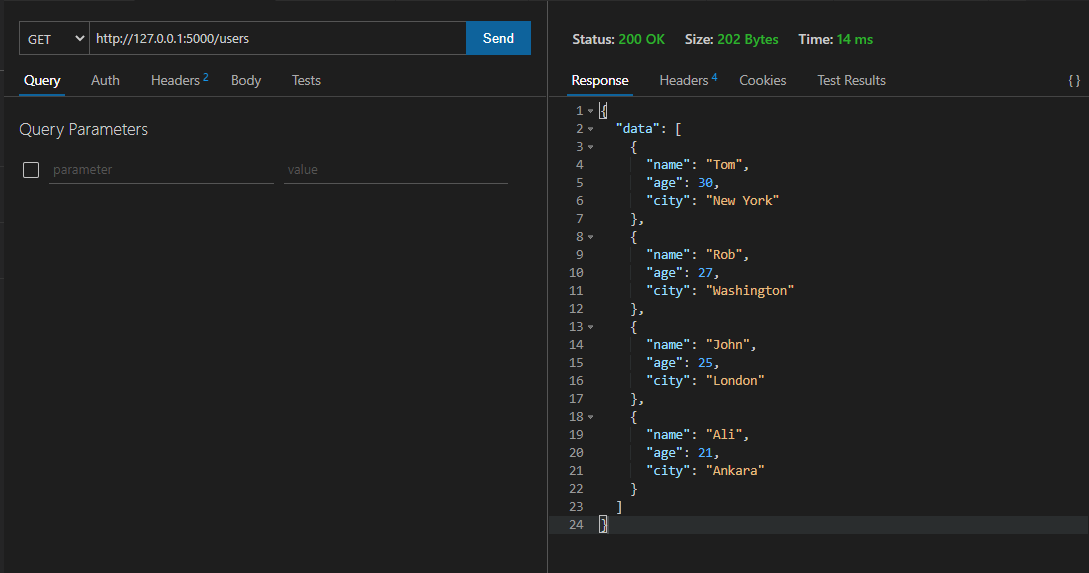 GET http://127.0.0.1:5000/users Send
Query Auth Headers 2 Body Tests
Query Parameters
parameter value
Status: 200 OK Size: 202 Bytes Time: 14 ms
Response Headers 4 Cookies Test Results { }
1 {
2 "data": [
3 {
4 "name": "Tom",
5 "age": 30,
6 "city": "New York"
7 },
8 {
9 "name": "Rob",
10 "age": 27,
11 "city": "Washington"
12 },
13 {
14 "name": "John",
15 "age": 25,
16 "city": "London"
17 },
18 {
19 "name": "Ali",
20 "age": 21,
21 "city": "Ankara"
22 }
23 ]
24 }